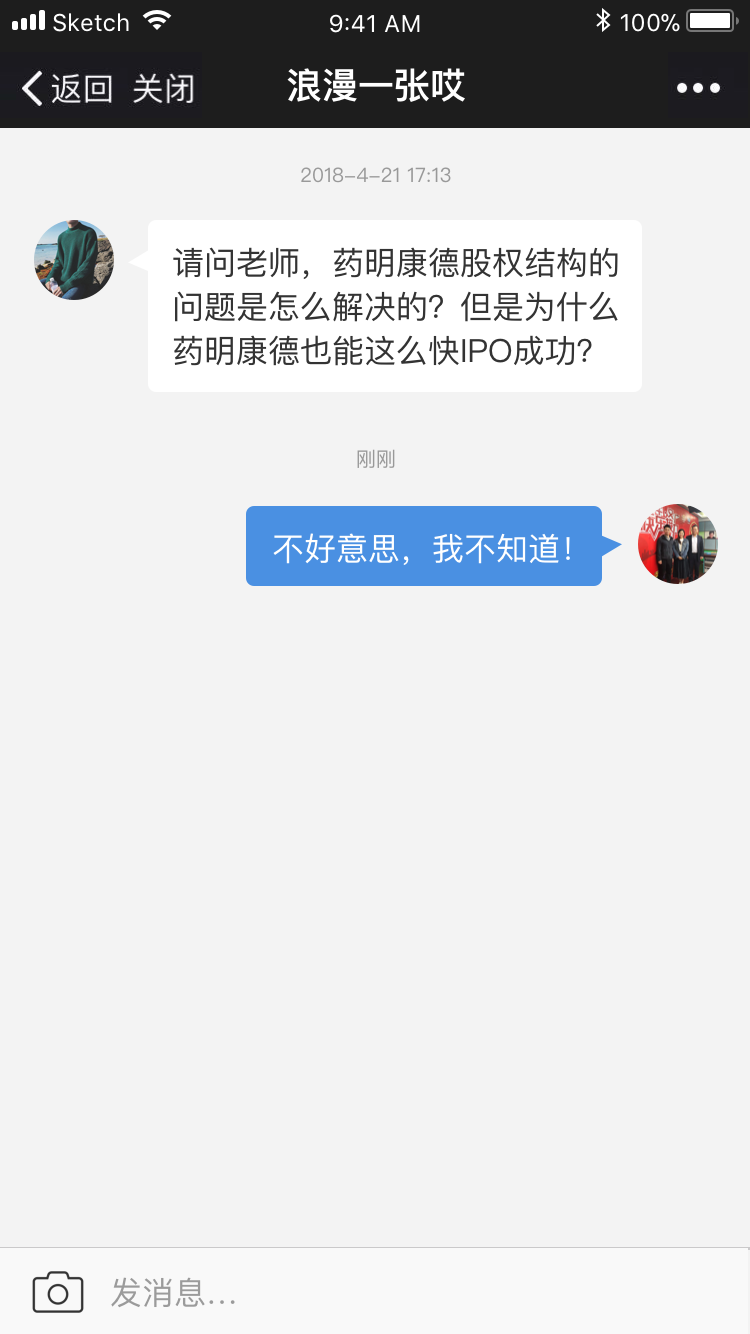 Sketch 9:41 AM 100%
返回 关闭 浪漫一张哎
2018-4-21 17:13
请问老师，药明康德股权结构的
问题是怎么解决的？但是为什么
药明康德也能这么快IPO成功？
刚刚
不好意思，我不知道！
发消息...